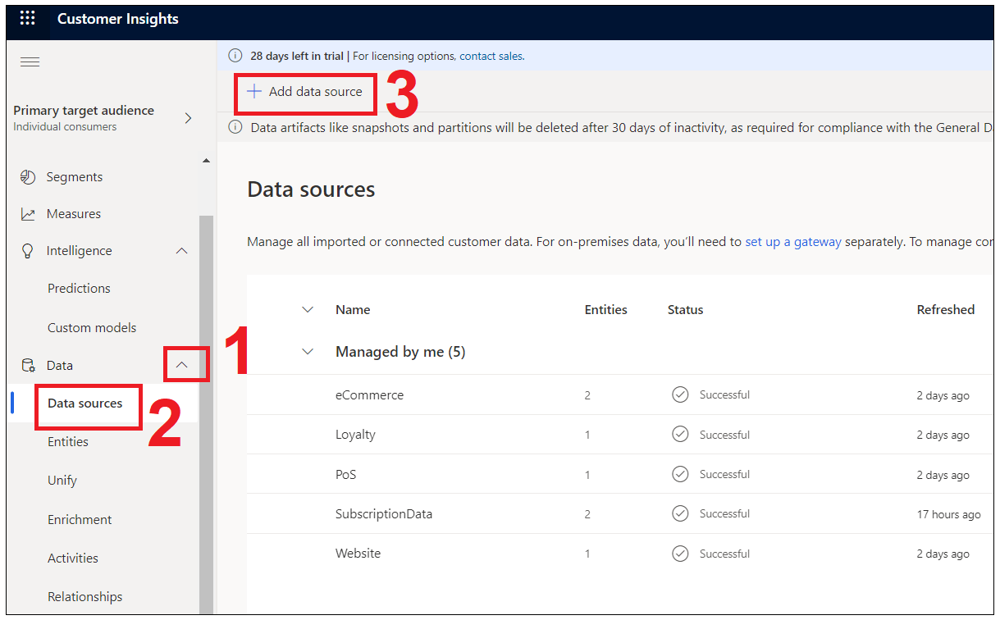 Customer Insights
28 days left in trial | For licensing options, contact sales.
Add data source
3
Primary target audience
Individual consumers
Data artifacts like snapshots and partitions will be deleted after 30 days of inactivity, as required for compliance with the General D
Segments
Measures
Intelligence
Predictions
Custom models
Data
1
Data sources
2
Entities
Unify
Enrichment
Activities
Relationships
Data sources
Manage all imported or connected customer data. For on-premises data, you'll need to set up a gateway separately. To manage cor
Name Entities Status Refreshed
Managed by me (5)
eCommerce 2 Successful 2 days ago
Loyalty 1 Successful 2 days ago
PoS 1 Successful 2 days ago
SubscriptionData 2 Successful 17 hours ago
Website 1 Successful 2 days ago